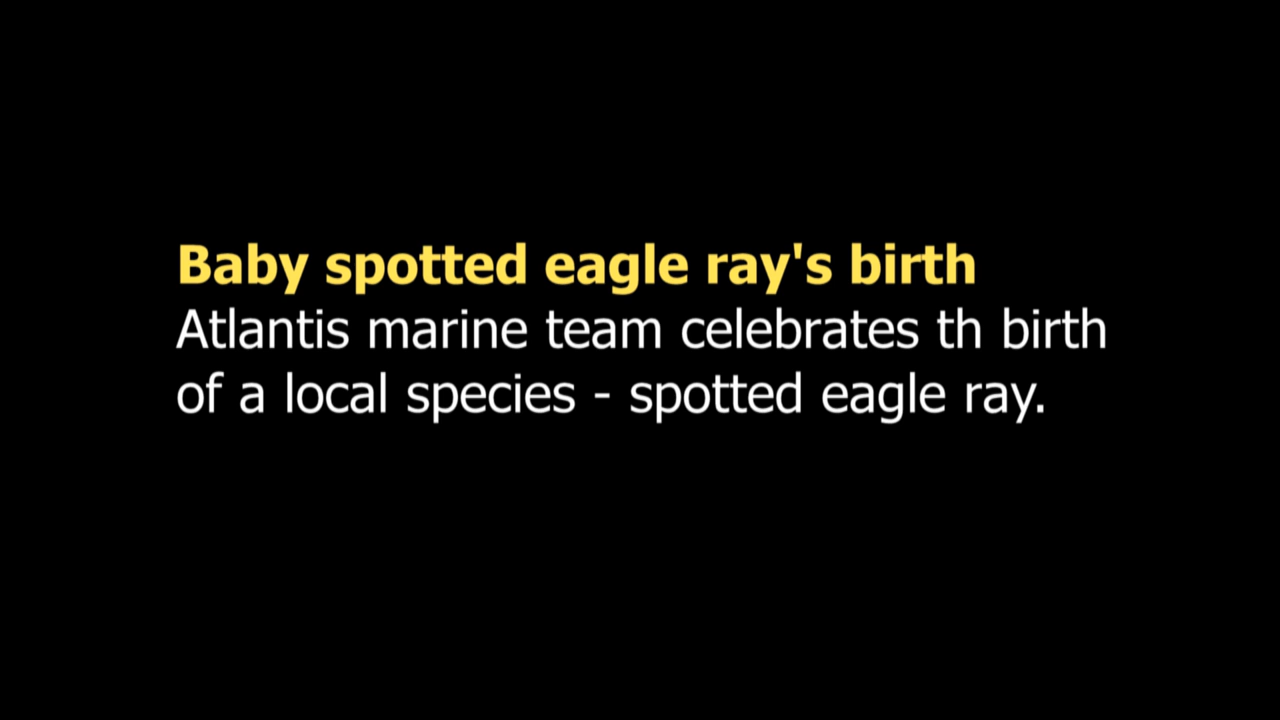 Baby spotted eagle ray's birth
Atlantis marine team celebrates th birth
of a local species - spotted eagle ray.